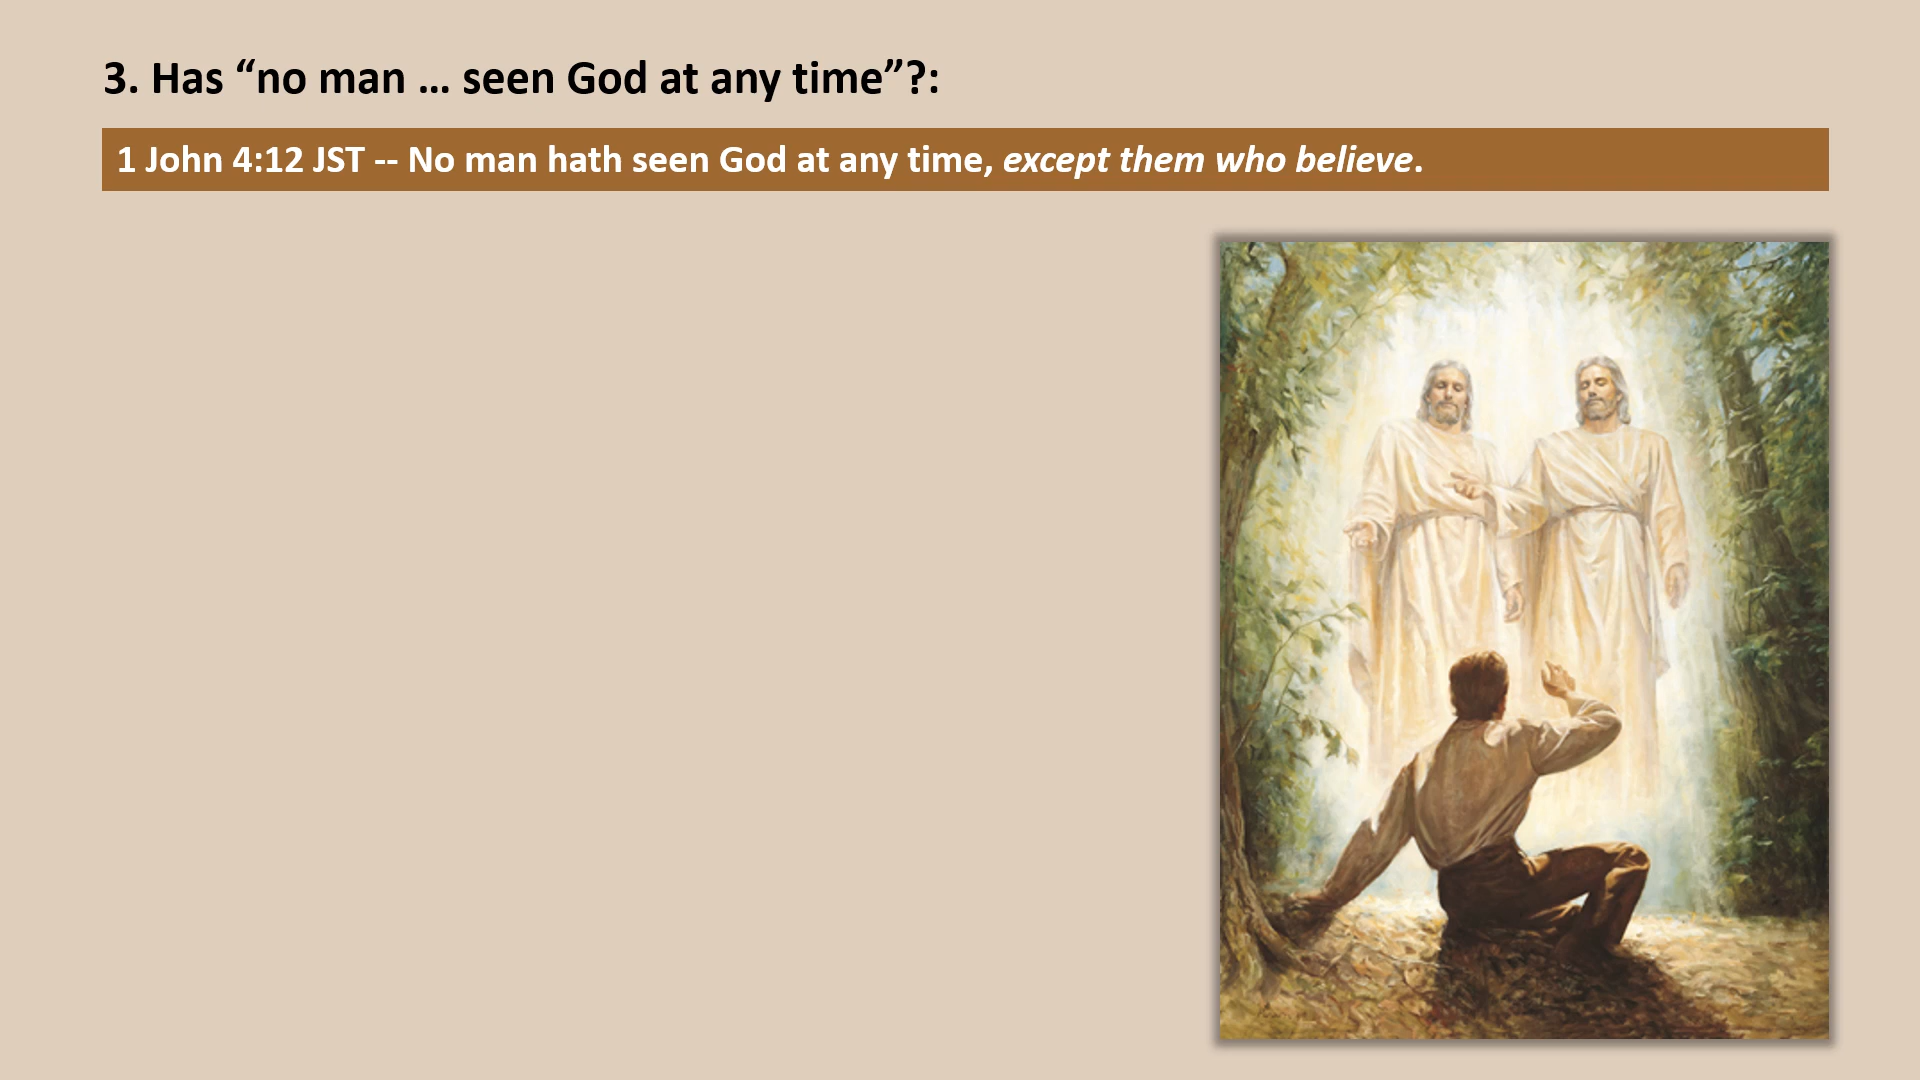 3. Has “no man … seen God at any time”?:
1 John 4:12 JST -- No man hath seen God at any time, except them who believe.